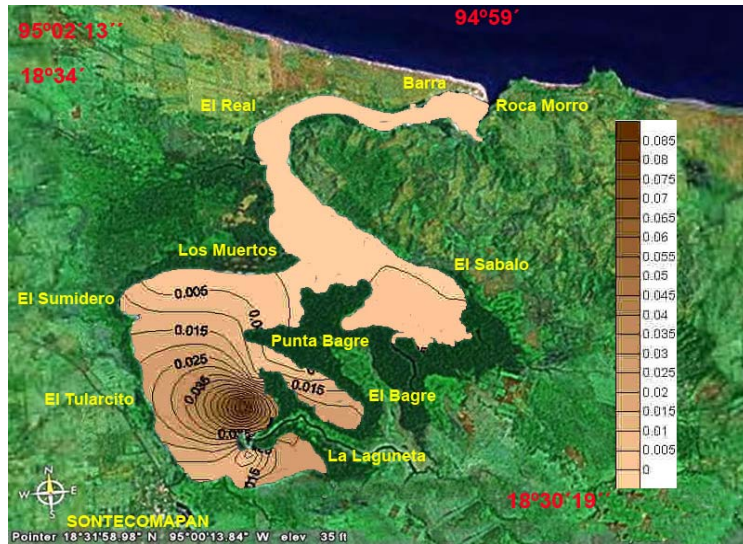 95º02´13´´
94º59´
18º34´
Barra
El Real
Roca Morro
Los Muertos
El Sabalo
El Sumidero
Punta Bagre
El Tularcito
El Bagre
La Laguneta
SONTECOMAPAN
18º30´19´´
0.005
0.015
0.025
0.035
0.015
0.015
0.085
0.08
0.075
0.07
0.065
0.06
0.055
0.05
0.045
0.04
0.035
0.03
0.025
0.02
0.015
0.01
0.005
0
N
W E
S
Pointer 18°31'58.98" N 95°00'13.84" W elev 35 ft